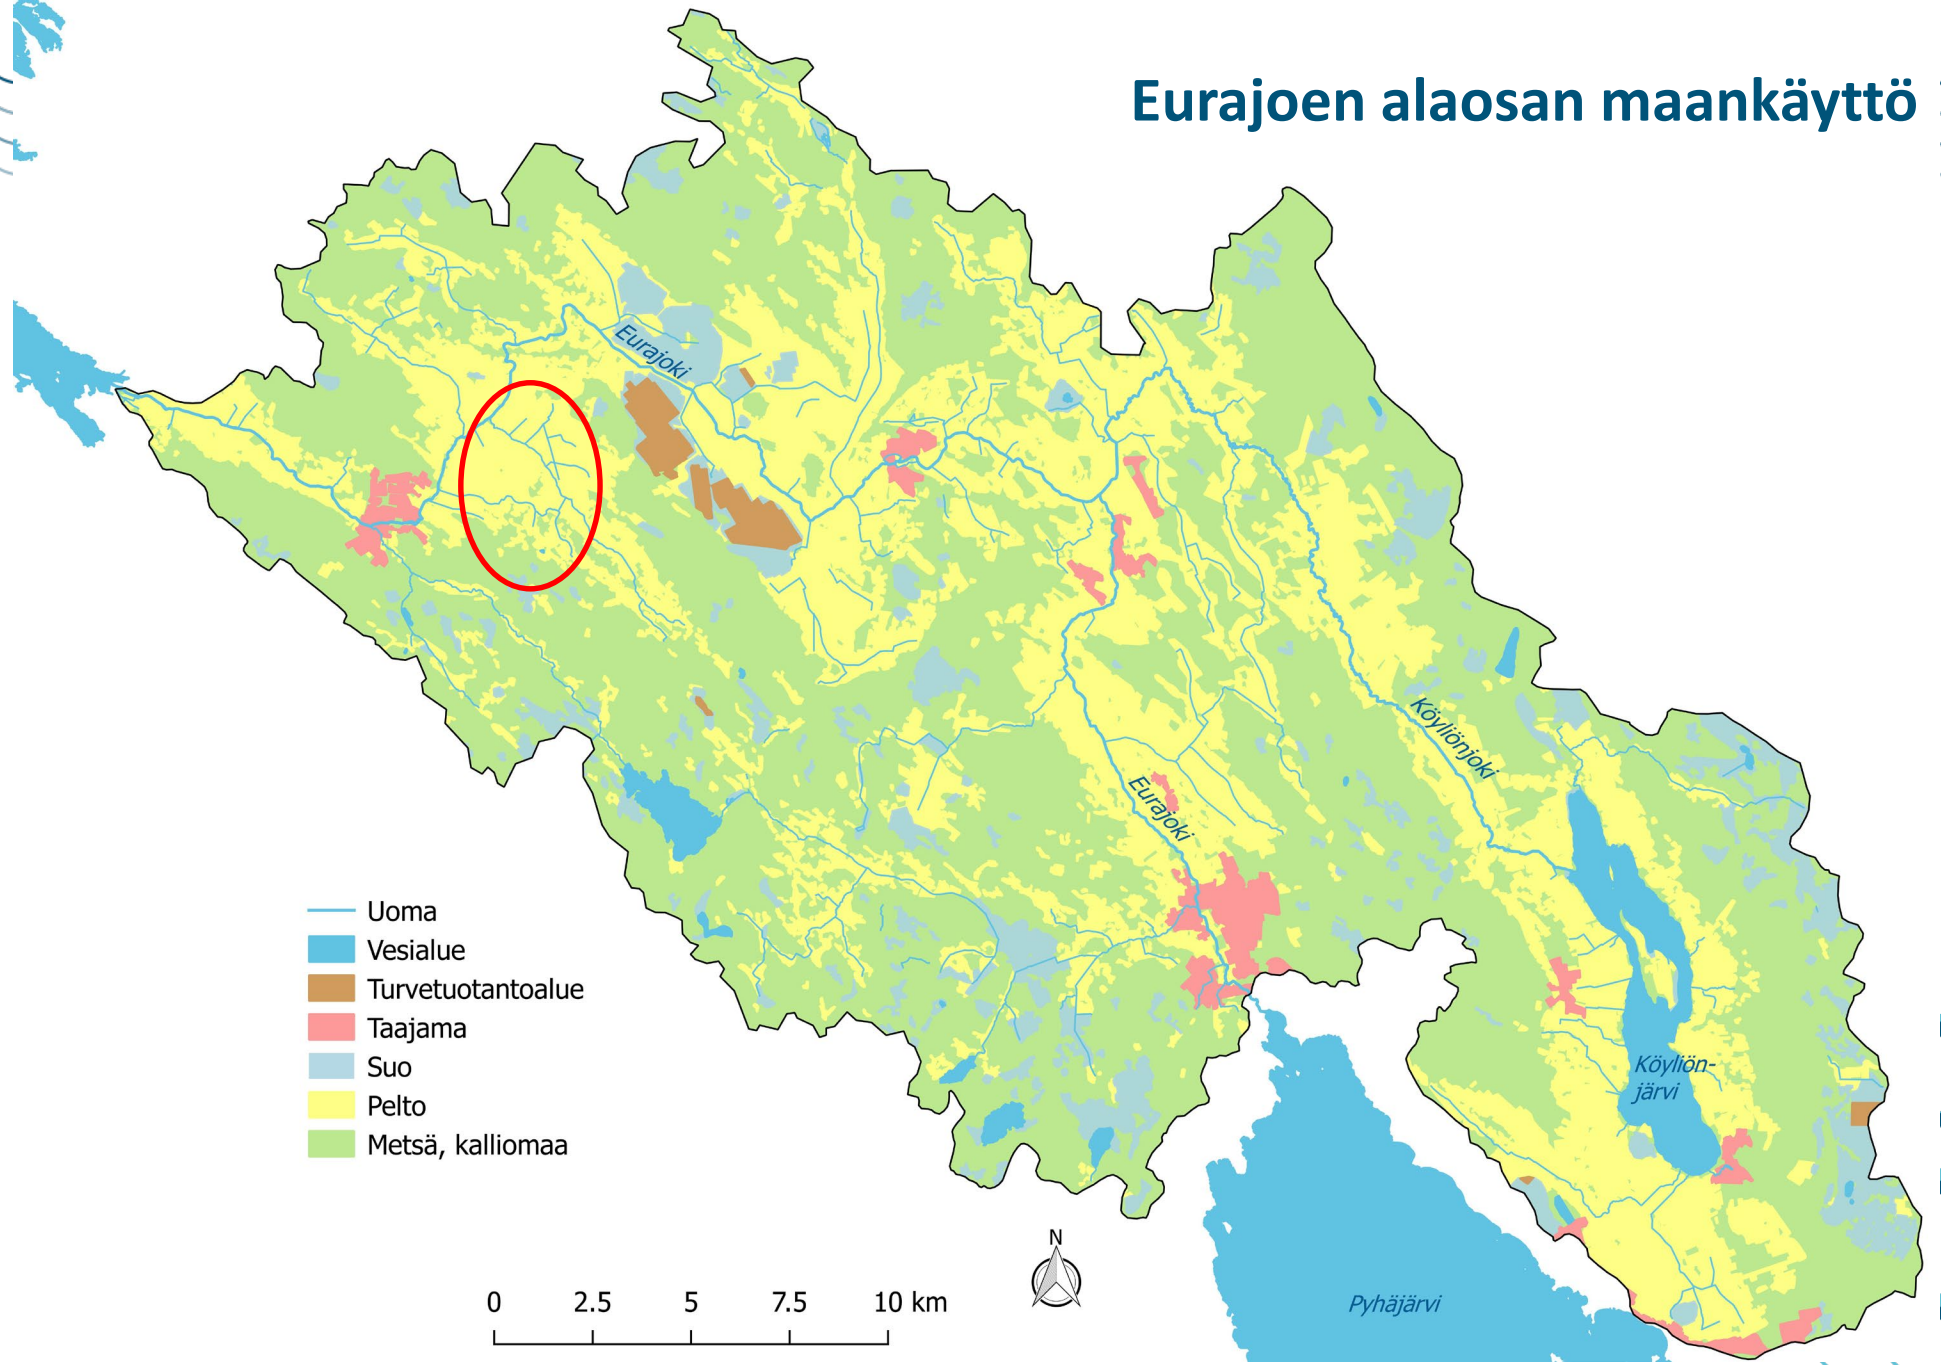 Eurajoen alaosan maankäyttö
Eurajoki
Köyliönjoki
Eurajoki
Uoma
Vesialue
Turvetuotantoalue
Taajama
Suo
Pelto
Metsä, kalliomaa
Köyliön-
järvi
N
0 2.5 5 7.5 10 km
Pyhäjärvi